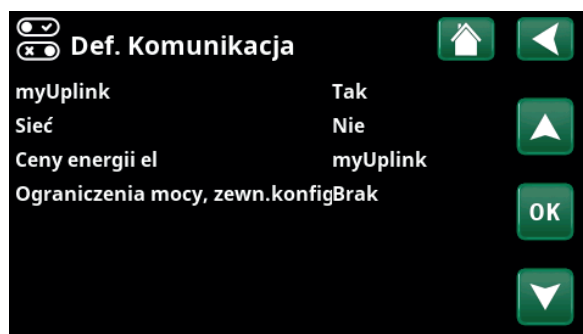 Def. Komunikacja
myUplink Tak
Sieć Nie
Ceny energii el myUplink
Ograniczenia mocy, zewn.konfigBrak
OK